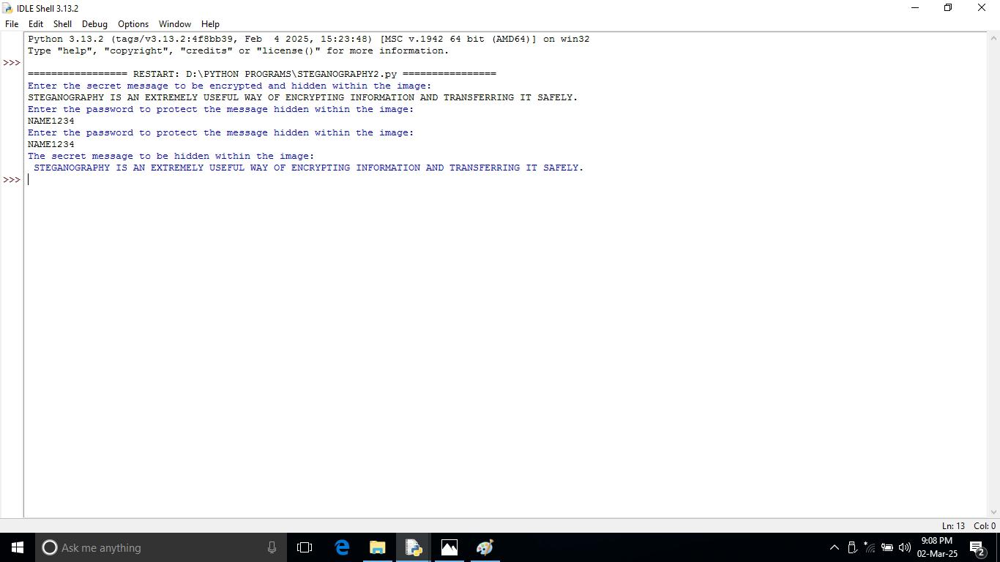 IDLE Shell 3.13.2
File Edit Shell Debug Options Window Help
Python 3.13.2 (tags/v3.13.2:4f8bb39, Feb  4 2025, 15:23:48) [MSC v.1942 64 bit (AMD64)] on win32
Type "help", "copyright", "credits" or "license()" for more information.
>>>
================= RESTART: D:\PYTHON PROGRAMS\STEGANOGRAPHY2.py ================
Enter the secret message to be encrypted and hidden within the image:
STEGANOGRAPHY IS AN EXTREMELY USEFUL WAY OF ENCRYPTING INFORMATION AND TRANSFERRING IT SAFELY.
Enter the password to protect the message hidden within the image:
NAME1234
Enter the password to protect the message hidden within the image:
NAME1234
The secret message to be hidden within the image:
 STEGANOGRAPHY IS AN EXTREMELY USEFUL WAY OF ENCRYPTING INFORMATION AND TRANSFERRING IT SAFELY.
>>>
Ln: 13 Col: 0
Ask me anything
9:08 PM
02-Mar-25
2